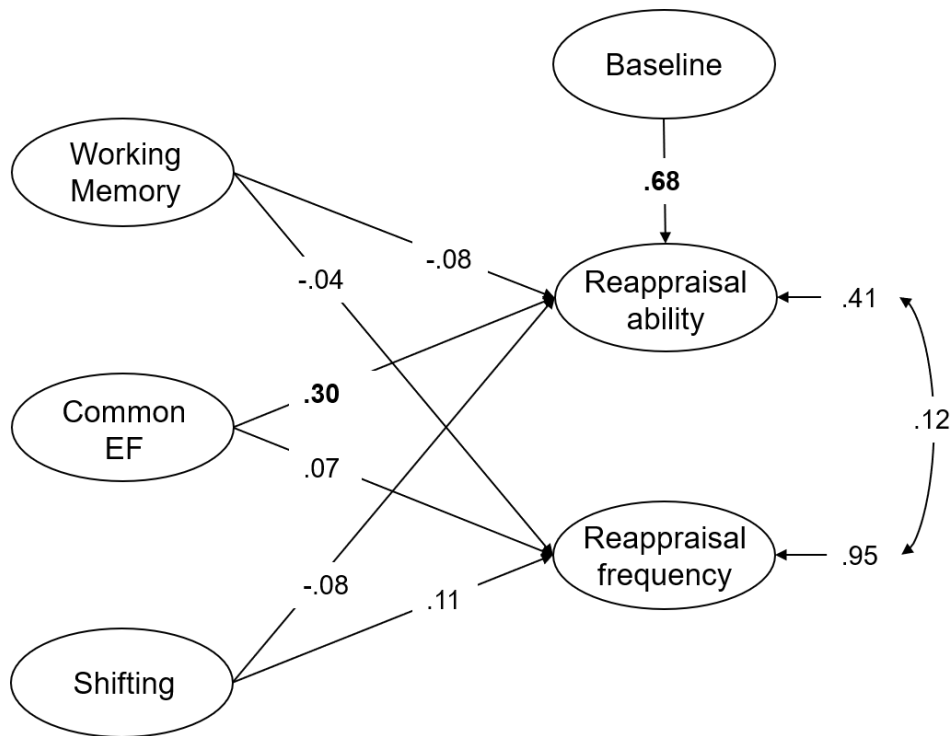 Baseline
Working
Memory
.68
-.08
Reappraisal
ability
-.04
.41
.30
Common
EF
.12
.07
Reappraisal
frequency
.95
-.08
.11
Shifting